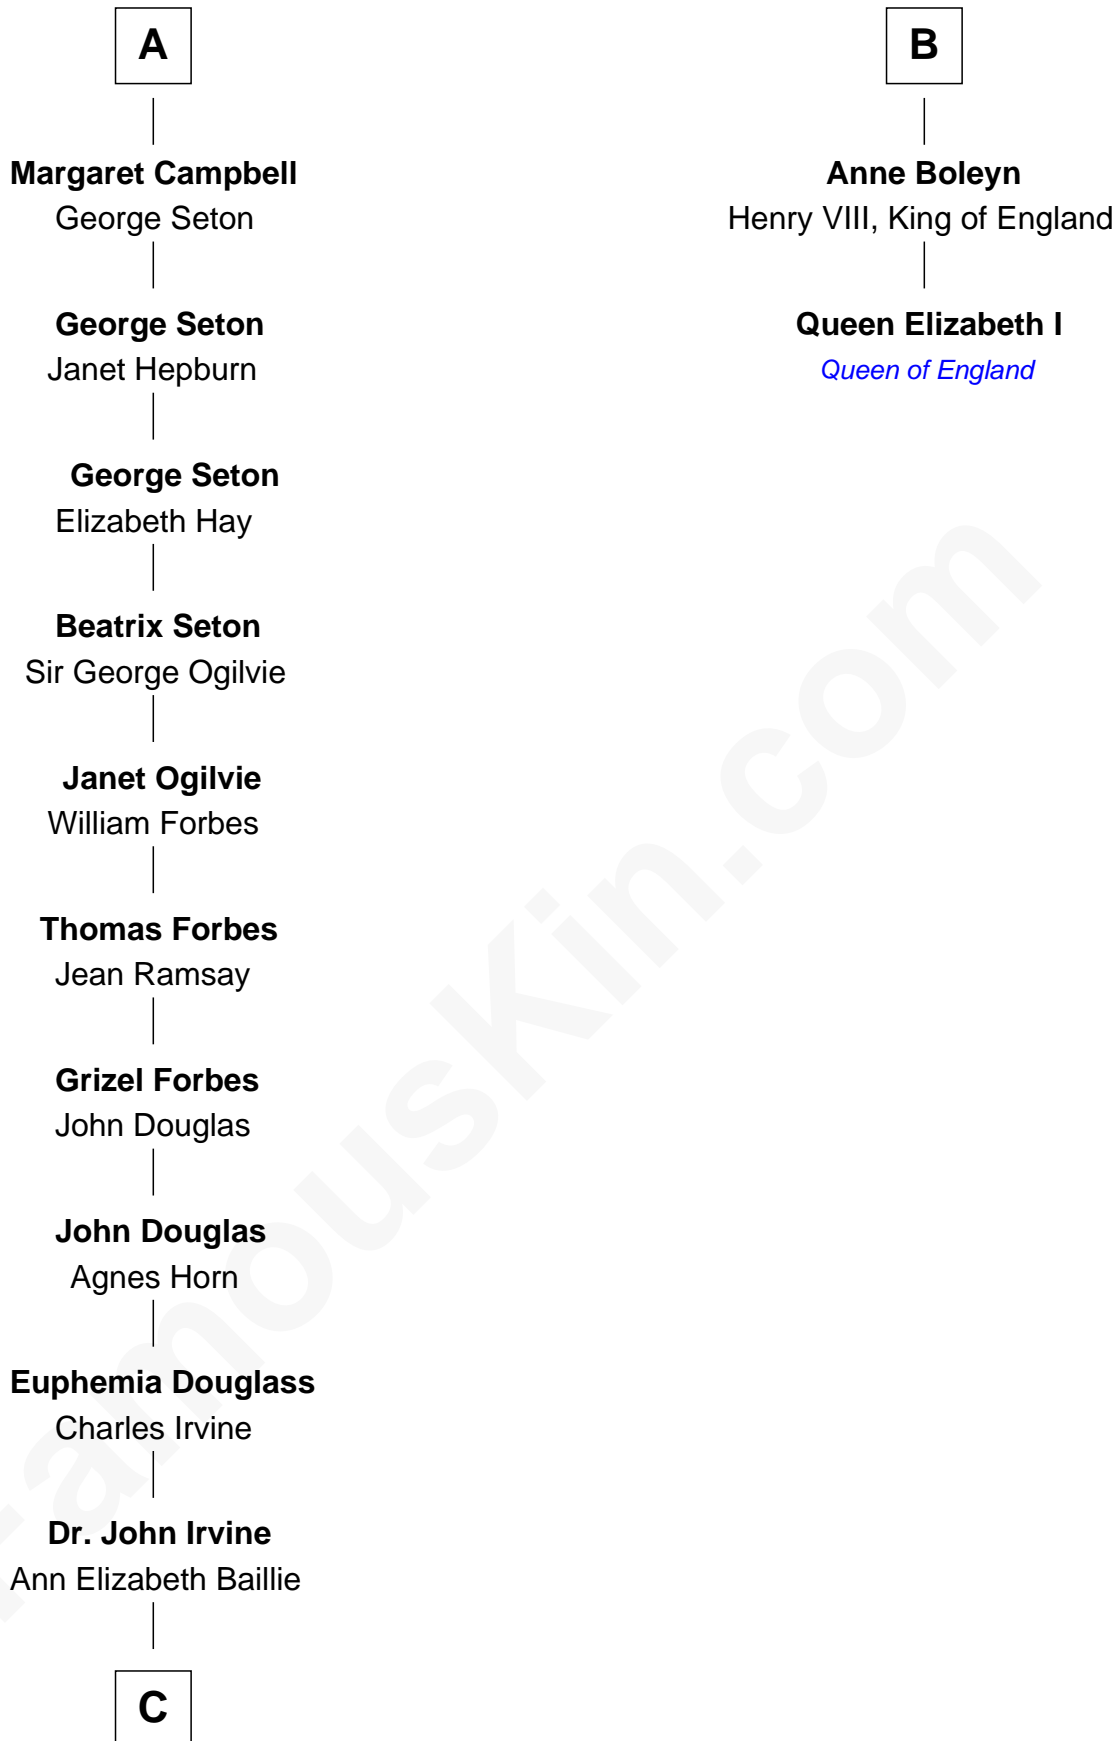 A
Margaret Campbell
George Seton
George Seton
Janet Hepburn
George Seton
Elizabeth Hay
Beatrix Seton
Sir George Ogilvie
Janet Ogilvie
William Forbes
Thomas Forbes
Jean Ramsay
Grizel Forbes
John Douglas
John Douglas
Agnes Horn
Euphemia Douglass
Charles Irvine
Dr. John Irvine
Ann Elizabeth Baillie
C
B
Anne Boleyn
Henry VIII, King of England
Queen Elizabeth I
Queen of England
FamousKin.com